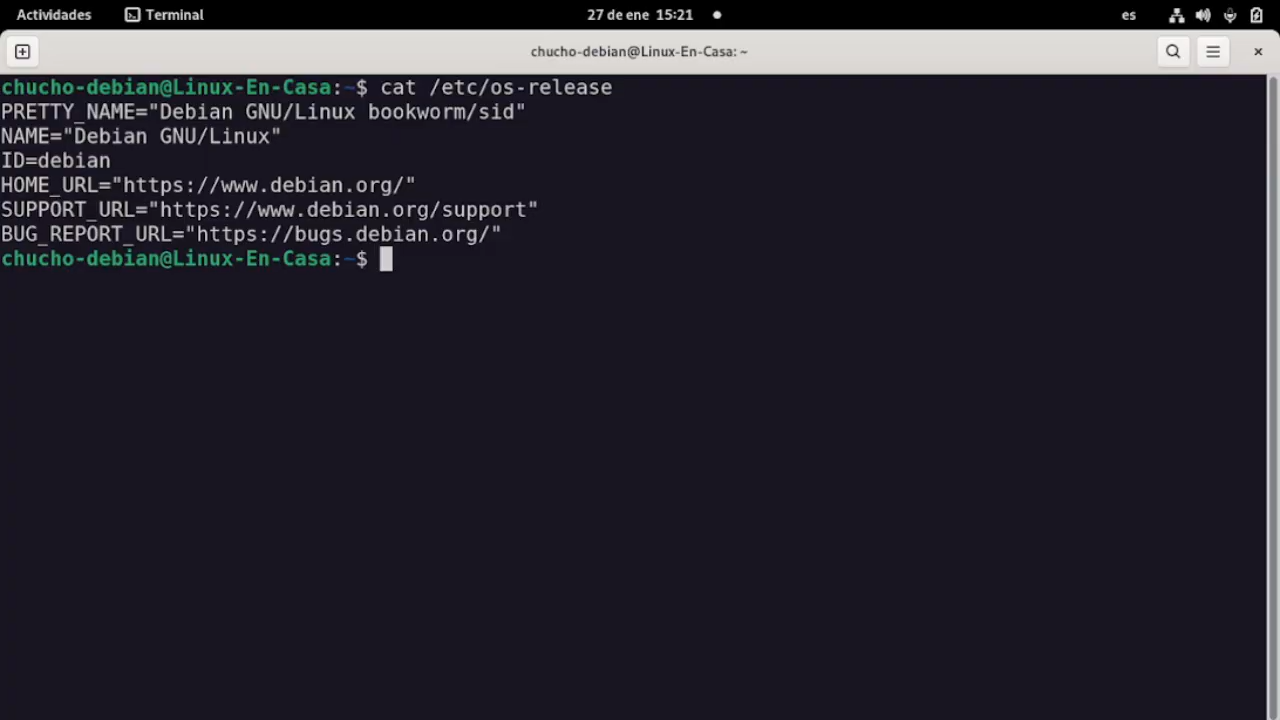 Actividades Terminal 27 de ene 15:21 es
chucho-debian@Linux-En-Casa: ~
chucho-debian@Linux-En-Casa:~$ cat /etc/os-release
PRETTY_NAME="Debian GNU/Linux bookworm/sid"
NAME="Debian GNU/Linux"
ID=debian
HOME_URL="https://www.debian.org/"
SUPPORT_URL="https://www.debian.org/support"
BUG_REPORT_URL="https://bugs.debian.org/"
chucho-debian@Linux-En-Casa:~$